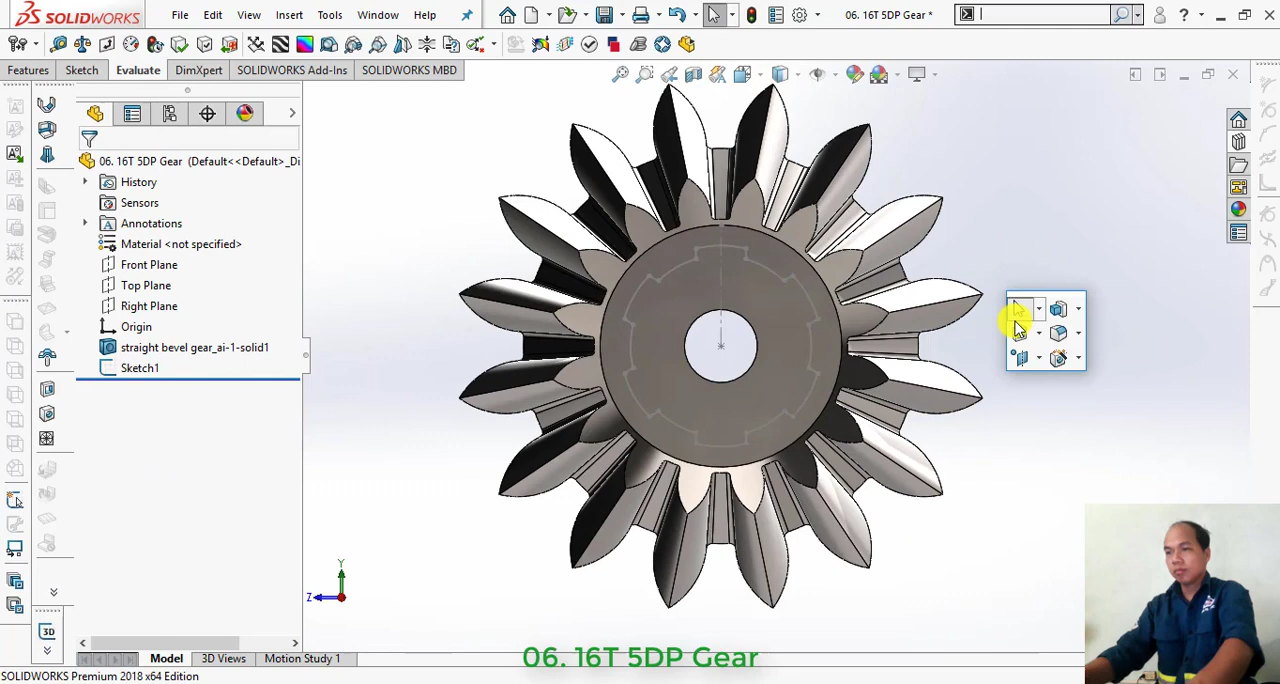 SOLIDWORKS
File
Edit
View
Insert
Tools
Window
Help
06. 16T 5DP Gear *
Features
Sketch
Evaluate
DimXpert
SOLIDWORKS Add-Ins
SOLIDWORKS MBD
06. 16T 5DP Gear (Default<<Default>_Di
History
Sensors
Annotations
Material <not specified>
Front Plane
Top Plane
Right Plane
Origin
straight bevel gear_ai-1-solid1
Sketch1
Y
Z
3D
Model
3D Views
Motion Study 1
06. 16T 5DP Gear
SOLIDWORKS Premium 2018 x64 Edition